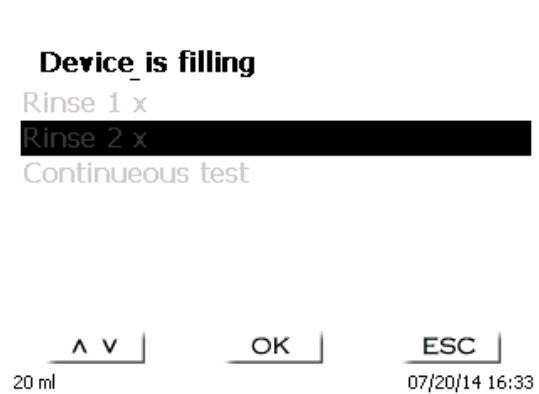 Device is filling
Rinse 1 x
Rinse 2 x
Continueous test
∧ ∨ OK ESC
20 ml 07/20/14 16:33